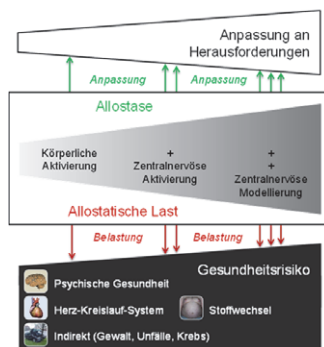 Anpassung an
Herausforderungen
Anpassung Anpassung
Allostase
Körperliche
Aktivierung
+
Zentralnervöse
Aktivierung
+
+
Zentralnervöse
Modellierung
Allostatische Last
Belastung Belastung
Gesundheitsrisiko
Psychische Gesundheit
Herz-Kreislauf-System Stoffwechsel
Indirekt (Gewalt, Unfälle, Krebs)